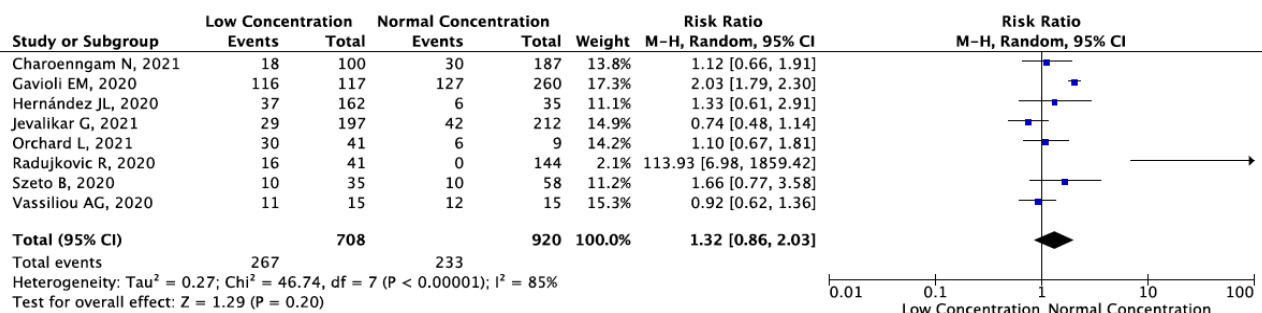 Low Concentration Normal Concentration Risk Ratio Risk Ratio
Study or Subgroup Events Total Events Total Weight M-H, Random, 95% CI M-H, Random, 95% CI
Charoenngam N, 2021 18 100 30 187 13.8% 1.12 [0.66, 1.91]
Gavioli EM, 2020 116 117 127 260 17.3% 2.03 [1.79, 2.30]
Hernández JL, 2020 37 162 6 35 11.1% 1.33 [0.61, 2.91]
Jevalikar G, 2021 29 197 42 212 14.9% 0.74 [0.48, 1.14]
Orchard L, 2021 30 41 6 9 14.2% 1.10 [0.67, 1.81]
Radujkovic R, 2020 16 41 0 144 2.1% 113.93 [6.98, 1859.42]
Szeto B, 2020 10 35 10 58 11.2% 1.66 [0.77, 3.58]
Vassiliou AG, 2020 11 15 12 15 15.3% 0.92 [0.62, 1.36]
Total (95% CI) 708 920 100.0% 1.32 [0.86, 2.03]
Total events 267 233
Heterogeneity: Tau² = 0.27; Chi² = 46.74, df = 7 (P < 0.00001); I² = 85%
Test for overall effect: Z = 1.29 (P = 0.20)
0.01 0.1 1 10 100
Low Concentration Normal Concentration